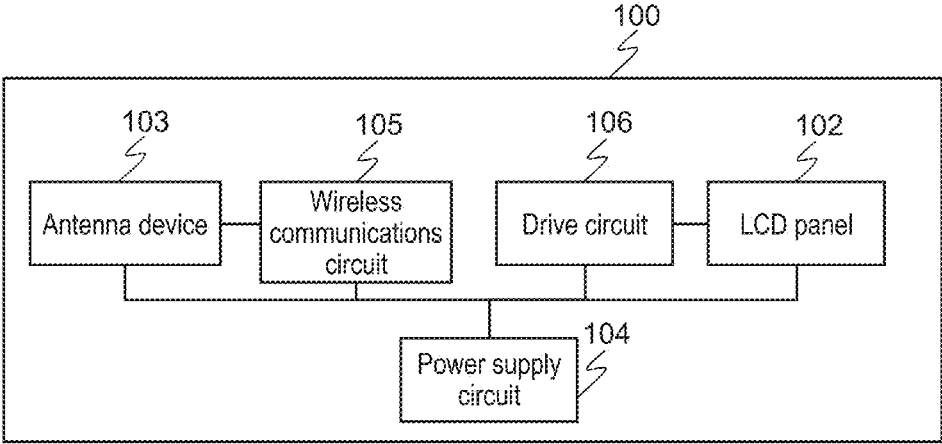 100
103
105
106
102
Antenna device
Wireless
communications
circuit
Drive circuit
LCD panel
104
Power supply
circuit